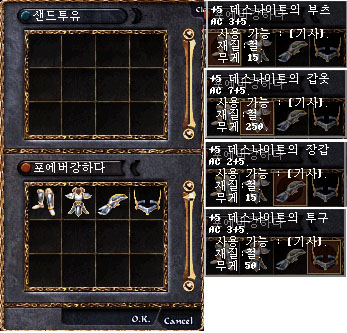 샌드투유
포에버강하다
O.K.
Cancel
+5 데스나이트의 부츠
AC 3+5
사용 가능 : [기사].
재질:철.
무게 15.
+5 데스나이트의 갑옷
AC 7+5
사용 가능 : [기사].
재질:철.
무게 250.
+5 데스나이트의 장갑
AC 2+5
사용 가능 : [기사].
재질:철.
무게 15.
+5 데스나이트의 투구
AC 3+5
사용 가능 : [기사].
재질:철.
무게 50.